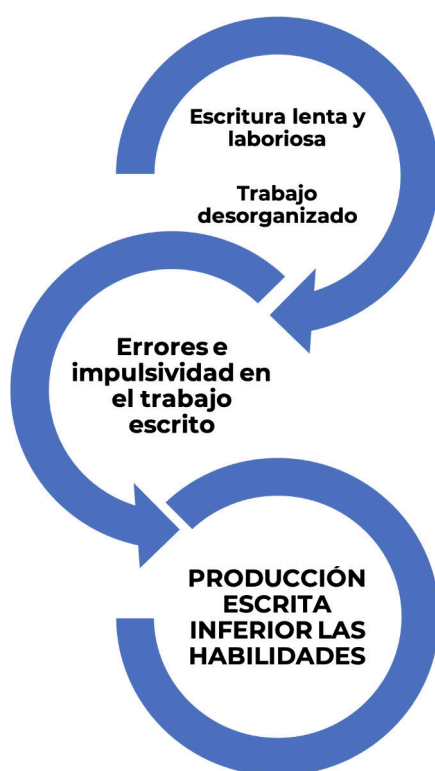 Escritura lenta y
laboriosa
Trabajo
desorganizado
Errores e
impulsividad en
el trabajo
escrito
PRODUCCIÓN
ESCRITA
INFERIOR LAS
HABILIDADES